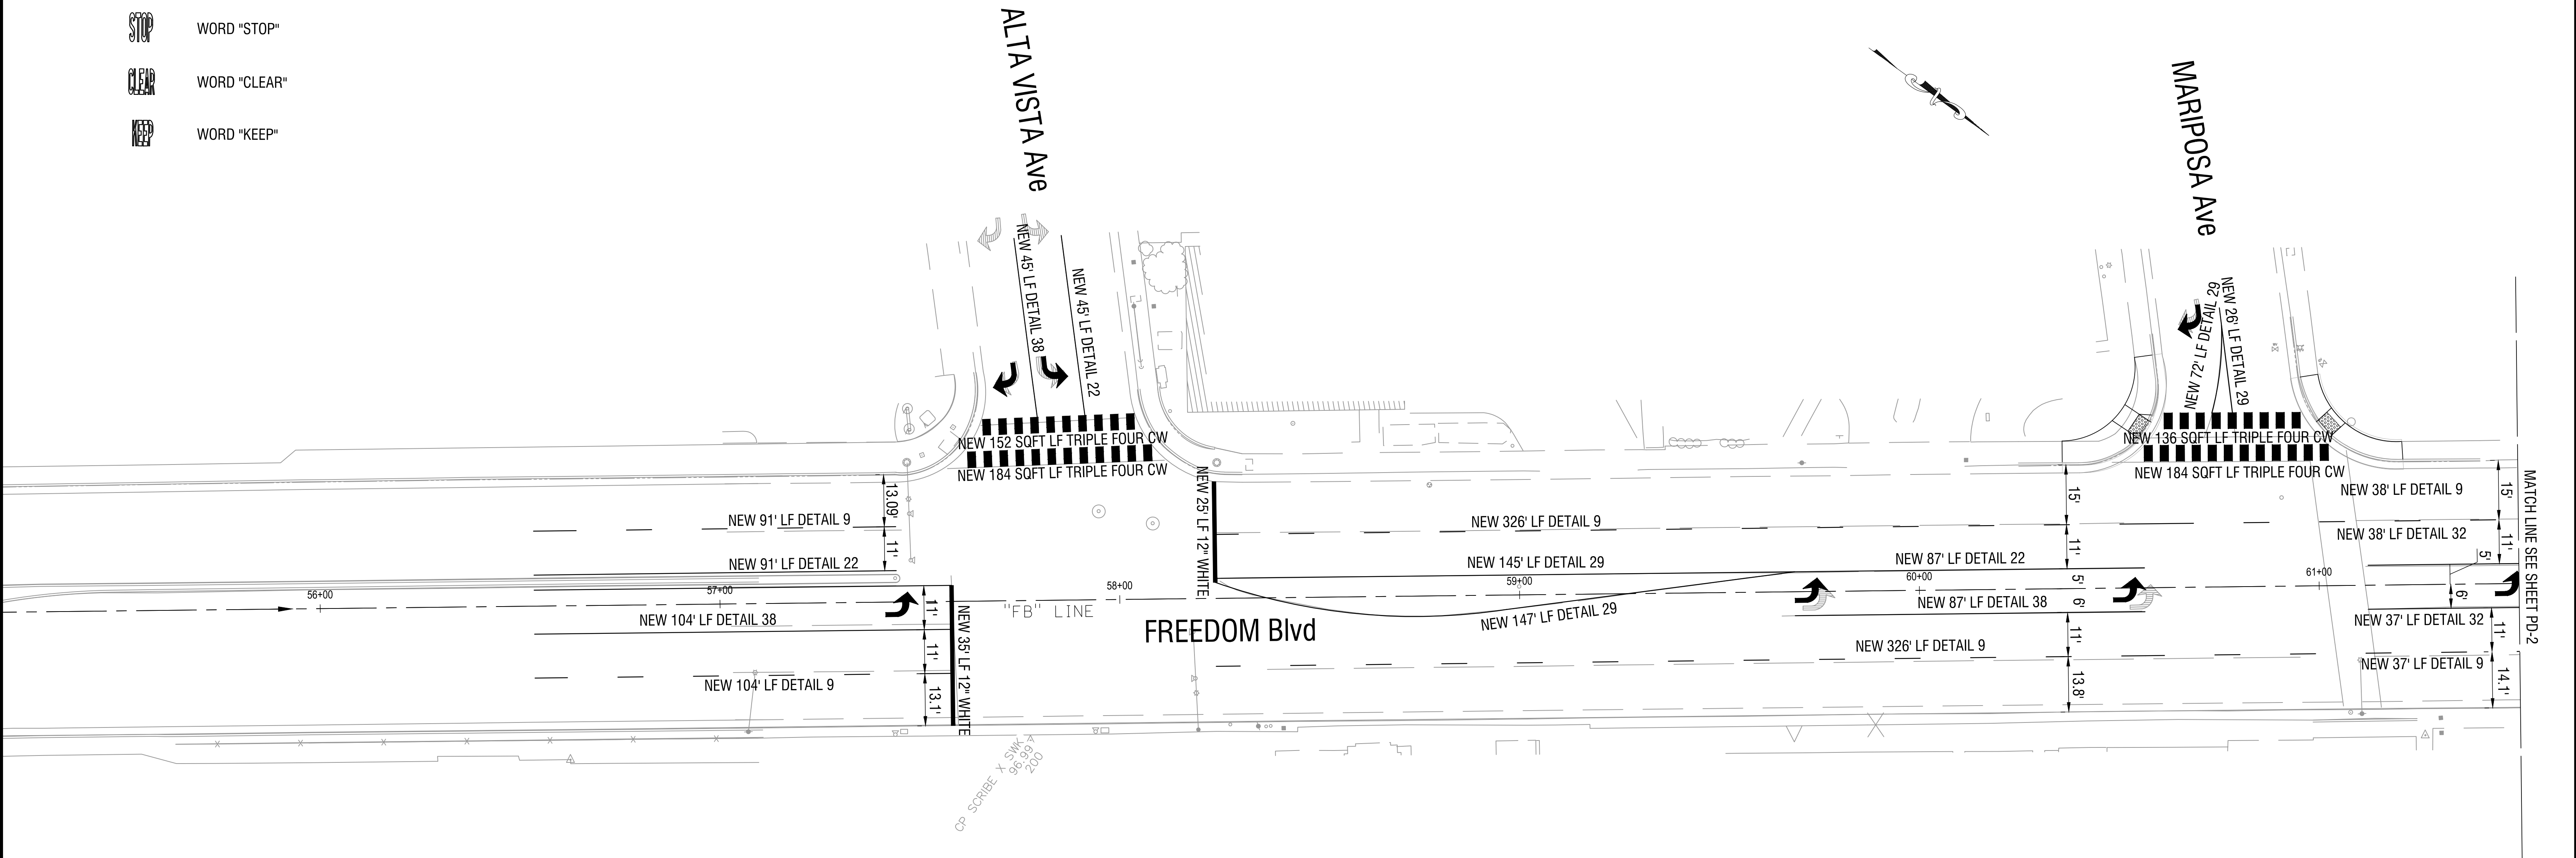 STOP WORD "STOP"
CLEAR WORD "CLEAR"
KEEP WORD "KEEP"
ALTA VISTA Ave
MARIPOSA Ave
NEW 45' LF DETAIL 38
NEW 45' LF DETAIL 22
NEW 72' LF DETAIL 29
NEW 26' LF DETAIL 29
NEW 152 SQFT LF TRIPLE FOUR CW
NEW 184 SQFT LF TRIPLE FOUR CW
NEW 136 SQFT LF TRIPLE FOUR CW
NEW 184 SQFT LF TRIPLE FOUR CW
13.09'
11'
NEW 91' LF DETAIL 9
NEW 91' LF DETAIL 22
NEW 25' LF 12" WHITE
NEW 326' LF DETAIL 9
NEW 145' LF DETAIL 29
NEW 87' LF DETAIL 22
15'
11'
5'
6'
11'
13.8'
NEW 38' LF DETAIL 9
NEW 38' LF DETAIL 32
15'
11'
5'
6'
11'
14.1'
MATCH LINE SEE SHEET PD-2
56+00
57+00
58+00
59+00
60+00
61+00
"FB" LINE
FREEDOM Blvd
NEW 104' LF DETAIL 38
NEW 104' LF DETAIL 9
11'
11'
13.1'
NEW 35' LF 12" WHITE
NEW 147' LF DETAIL 29
NEW 87' LF DETAIL 38
NEW 326' LF DETAIL 9
NEW 37' LF DETAIL 32
NEW 37' LF DETAIL 9
CP SCRIBE X SWK
96.99
200